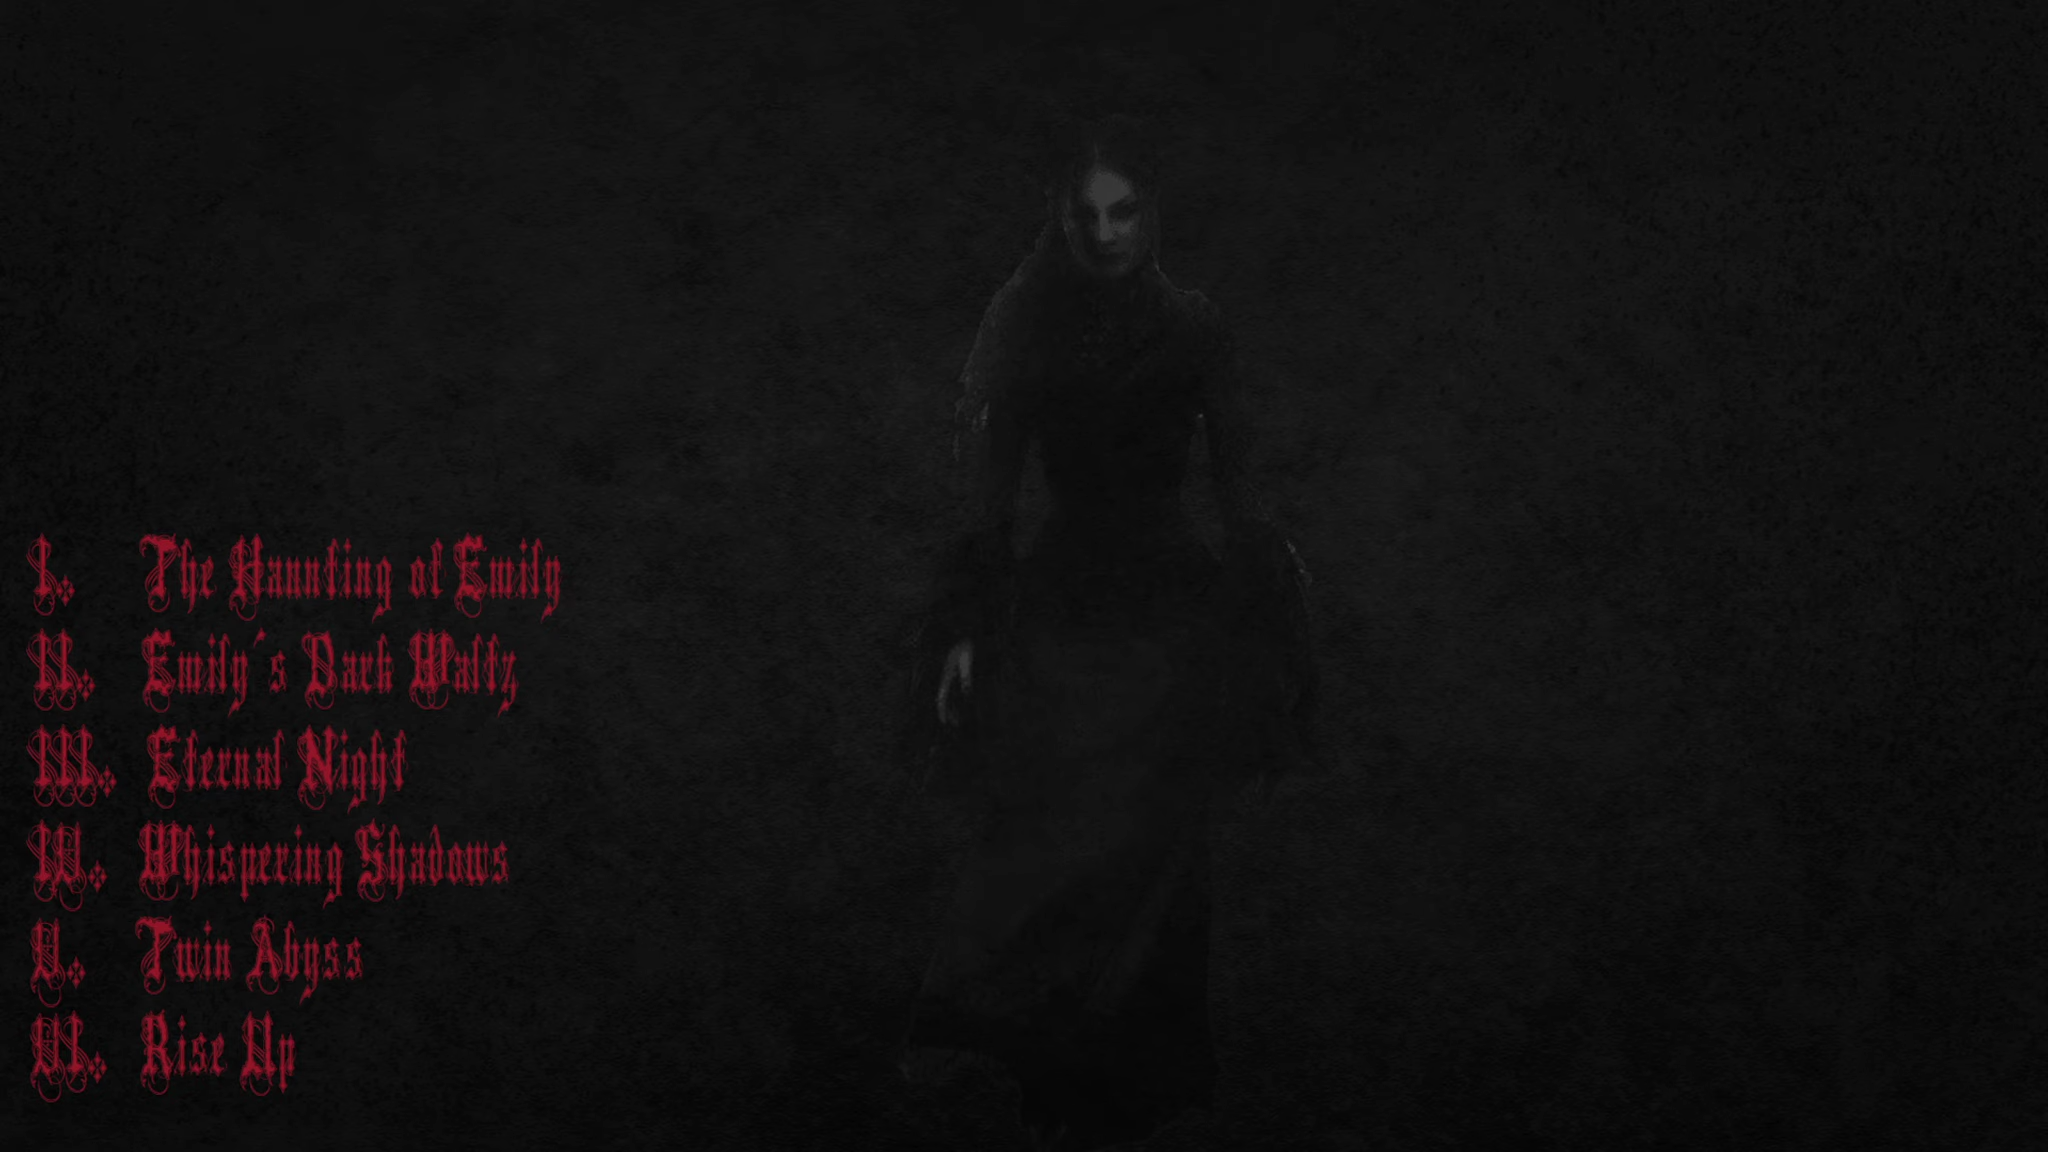 I. The Haunting of Emily
II. Emily´s Dark Waltz
III. Eternal Night
IV. Whispering Shadows
V. Twin Abyss
VI. Rise Up